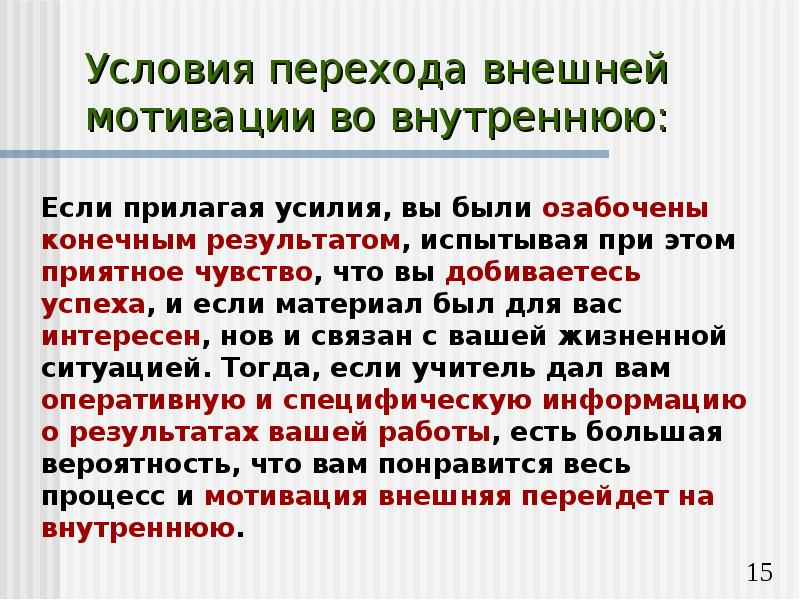 Условия перехода внешней
мотивации во внутреннюю:
Если прилагая усилия, вы были озабочены
конечным результатом, испытывая при этом
приятное чувство, что вы добиваетесь
успеха, и если материал был для вас
интересен, нов и связан с вашей жизненной
ситуацией. Тогда, если учитель дал вам
оперативную и специфическую информацию
о результатах вашей работы, есть большая
вероятность, что вам понравится весь
процесс и мотивация внешняя перейдет на
внутреннюю.
15